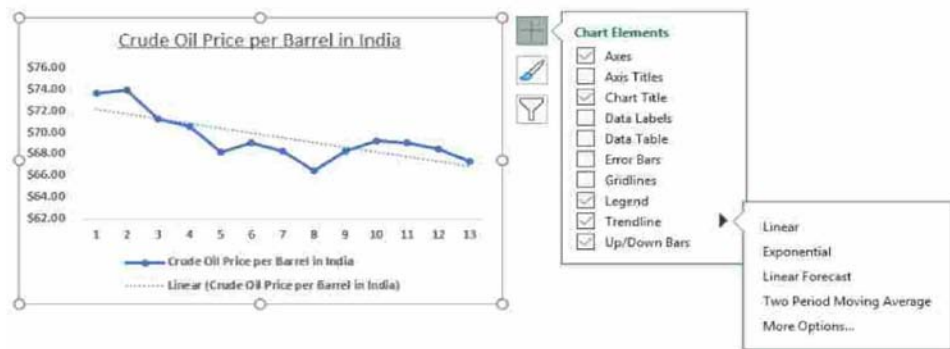 Crude Oil Price per Barrel in India
$76.00
$74.00
$72.00
$70.00
$68.00
$66.00
$64.00
$62.00
1 2 3 4 5 6 7 8 9 10 11 12 13
Crude Oil Price per Barrel in India
Linear (Crude Oil Price per Barrel in India)
Chart Elements
Axes
Axis Titles
Chart Title
Data Labels
Data Table
Error Bars
Gridlines
Legend
Trendline
Up/Down Bars
Linear
Exponential
Linear Forecast
Two Period Moving Average
More Options...